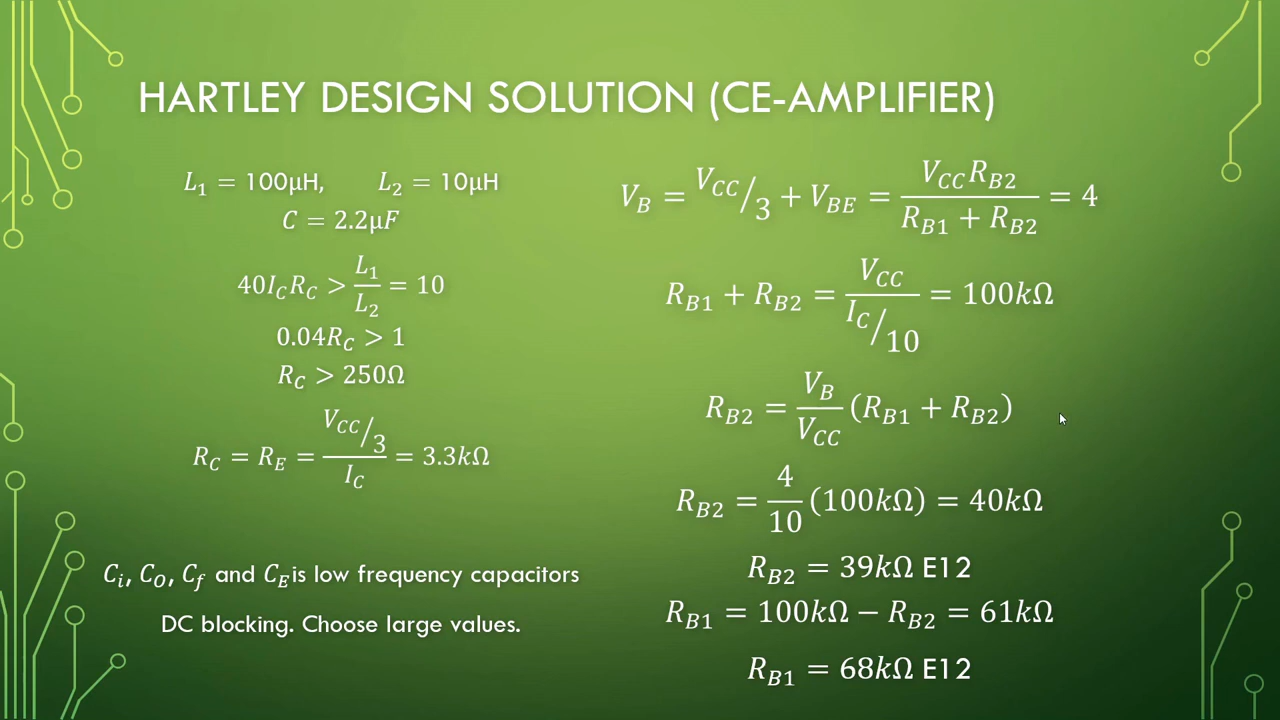 HARTLEY DESIGN SOLUTION (CE-AMPLIFIER)
L₁ = 100μH, L₂ = 10μH
C = 2.2μF
40I_C R_C > L₁/L₂ = 10
0.04R_C > 1
R_C > 250Ω
R_C = R_E = (V_CC/3)/I_C = 3.3kΩ
C_i, C_O, C_f and C_E is low frequency capacitors
DC blocking. Choose large values.
V_B = V_CC/3 + V_BE = V_CC R_B2/(R_B1 + R_B2) = 4
R_B1 + R_B2 = V_CC/(I_C/10) = 100kΩ
R_B2 = V_B/V_CC (R_B1 + R_B2)
R_B2 = 4/10 (100kΩ) = 40kΩ
R_B2 = 39kΩ E12
R_B1 = 100kΩ − R_B2 = 61kΩ
R_B1 = 68kΩ E12